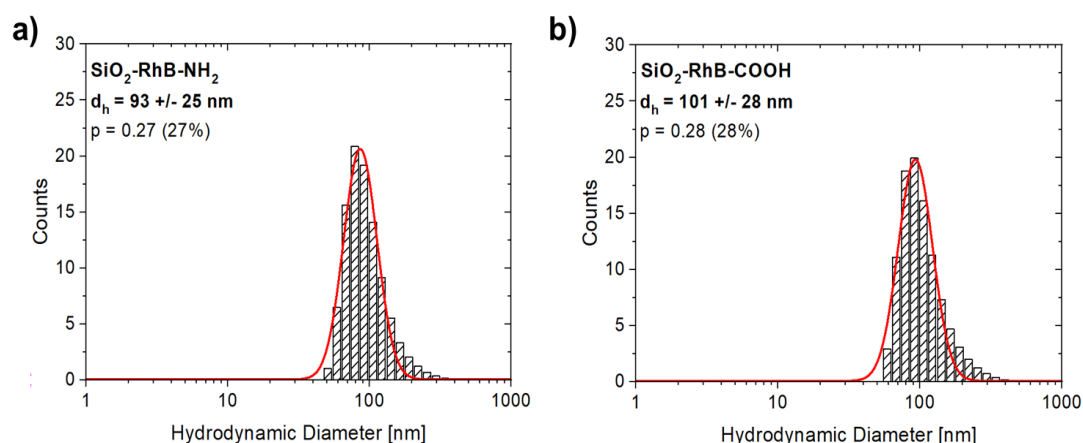 a)
30
25
20
15
10
5
0
Counts
SiO₂-RhB-NH₂
dₕ = 93 +/- 25 nm
p = 0.27 (27%)
1 10 100 1000
Hydrodynamic Diameter [nm]
b)
30
25
20
15
10
5
0
Counts
SiO₂-RhB-COOH
dₕ = 101 +/- 28 nm
p = 0.28 (28%)
1 10 100 1000
Hydrodynamic Diameter [nm]